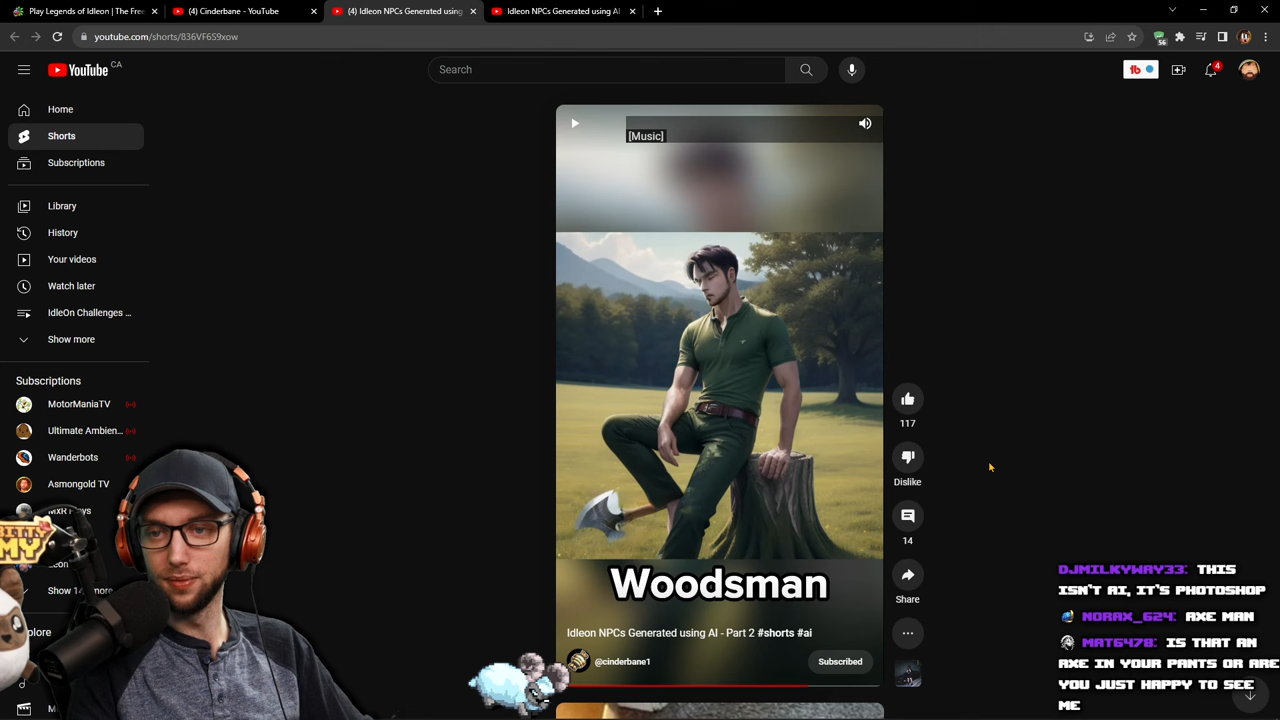 Play Legends of Idleon | The Free
(4) Cinderbane - YouTube
(4) Idleon NPCs Generated using
Idleon NPCs Generated using AI
youtube.com/shorts/836VF6S9xow
56
YouTube CA
Search
4
Home
Shorts
Subscriptions
Library
History
Your videos
Watch later
IdleOn Challenges ...
Show more
Subscriptions
MotorManiaTV
Ultimate Ambien...
Wanderbots
Asmongold TV
[Music]
Woodsman
Idleon NPCs Generated using AI - Part 2 #shorts #ai
@cinderbane1
Subscribed
117
Dislike
14
Share
DJMILKYWAY33: THIS
ISN'T AI, IT'S PHOTOSHOP
NORAX_624: AXE MAN
MAT6478: IS THAT AN
AXE IN YOUR PANTS OR ARE
YOU JUST HAPPY TO SEE
ME